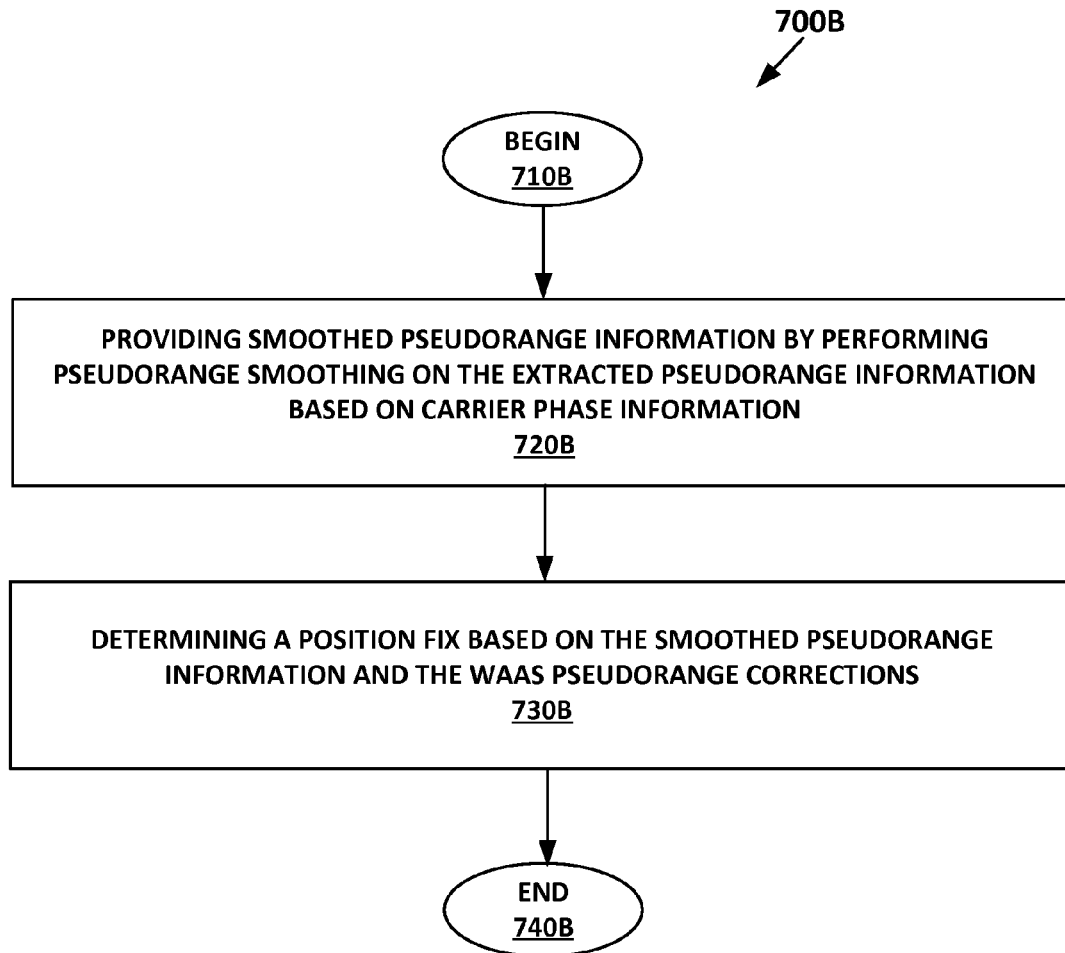 700B
BEGIN
710B
PROVIDING SMOOTHED PSEUDORANGE INFORMATION BY PERFORMING
PSEUDORANGE SMOOTHING ON THE EXTRACTED PSEUDORANGE INFORMATION
BASED ON CARRIER PHASE INFORMATION
720B
DETERMINING A POSITION FIX BASED ON THE SMOOTHED PSEUDORANGE
INFORMATION AND THE WAAS PSEUDORANGE CORRECTIONS
730B
END
740B